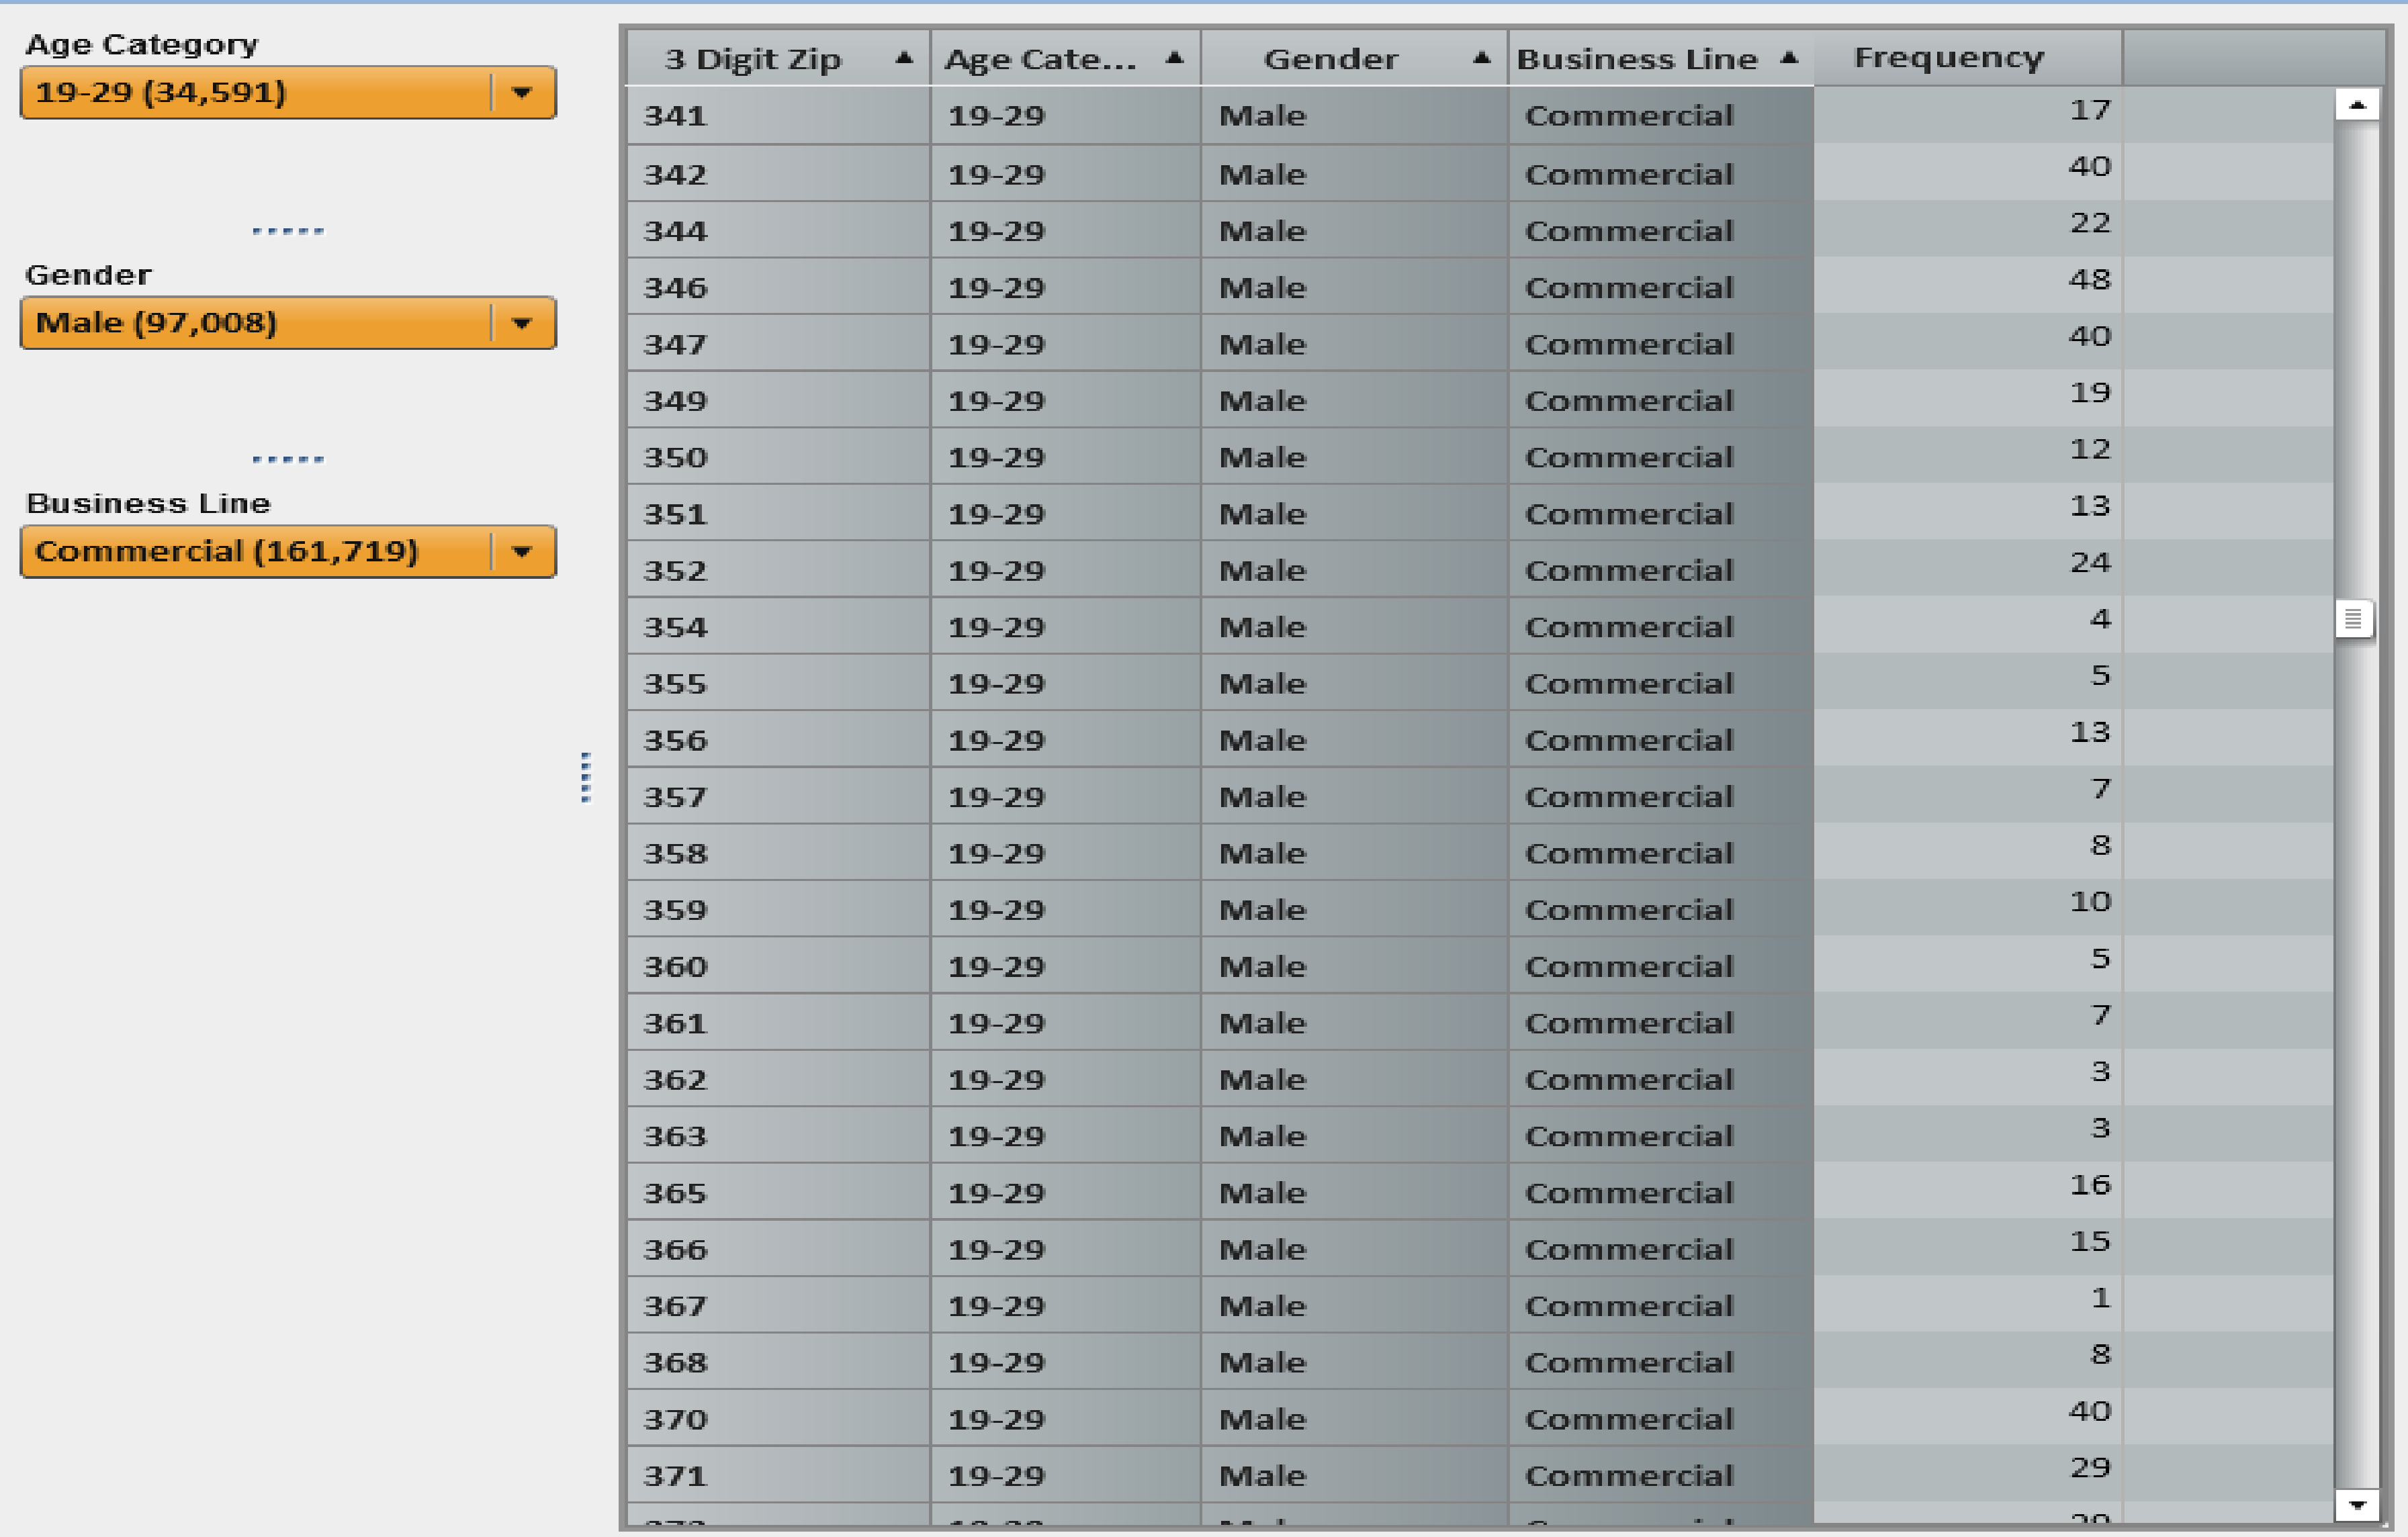 Age Category
19-29 (34,591)
Gender
Male (97,008)
Business Line
Commercial (161,719)
3 Digit Zip Age Cate... Gender Business Line Frequency
341 19-29 Male Commercial 17
342 19-29 Male Commercial 40
344 19-29 Male Commercial 22
346 19-29 Male Commercial 48
347 19-29 Male Commercial 40
349 19-29 Male Commercial 19
350 19-29 Male Commercial 12
351 19-29 Male Commercial 13
352 19-29 Male Commercial 24
354 19-29 Male Commercial 4
355 19-29 Male Commercial 5
356 19-29 Male Commercial 13
357 19-29 Male Commercial 7
358 19-29 Male Commercial 8
359 19-29 Male Commercial 10
360 19-29 Male Commercial 5
361 19-29 Male Commercial 7
362 19-29 Male Commercial 3
363 19-29 Male Commercial 3
365 19-29 Male Commercial 16
366 19-29 Male Commercial 15
367 19-29 Male Commercial 1
368 19-29 Male Commercial 8
370 19-29 Male Commercial 40
371 19-29 Male Commercial 29